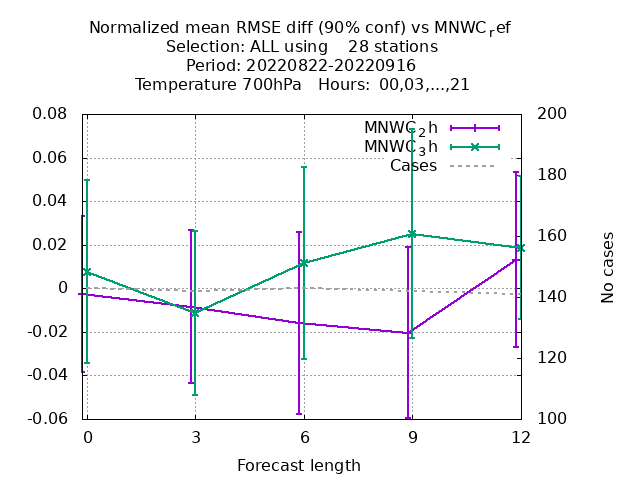 Normalized mean RMSE diff (90% conf) vs MNWC_ref
Selection: ALL using    28 stations
Period: 20220822-20220916
Temperature 700hPa   Hours: 00,03,...,21
0.08
0.06
0.04
0.02
0
-0.02
-0.04
-0.06
200
180
160
140
120
100
No cases
MNWC_2h
MNWC_3h
Cases
0 3 6 9 12
Forecast length